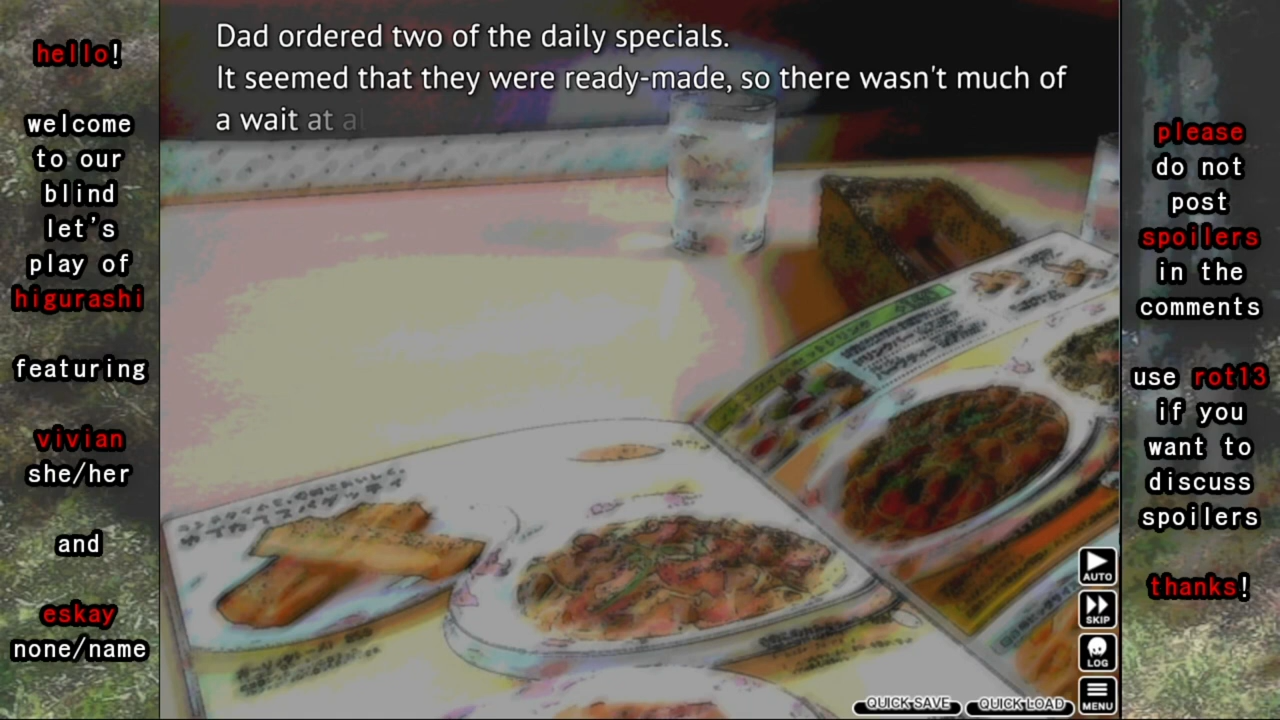 hello!
welcome
to our
blind
let's
play of
higurashi
featuring
vivian
she/her
and
eskay
none/name
Dad ordered two of the daily specials.
It seemed that they were ready-made, so there wasn't much of
a wait at al
please
do not
post
spoilers
in the
comments
use rot13
if you
want to
discuss
spoilers
thanks!
AUTO
SKIP
LOG
MENU
QUICK SAVE
QUICK LOAD